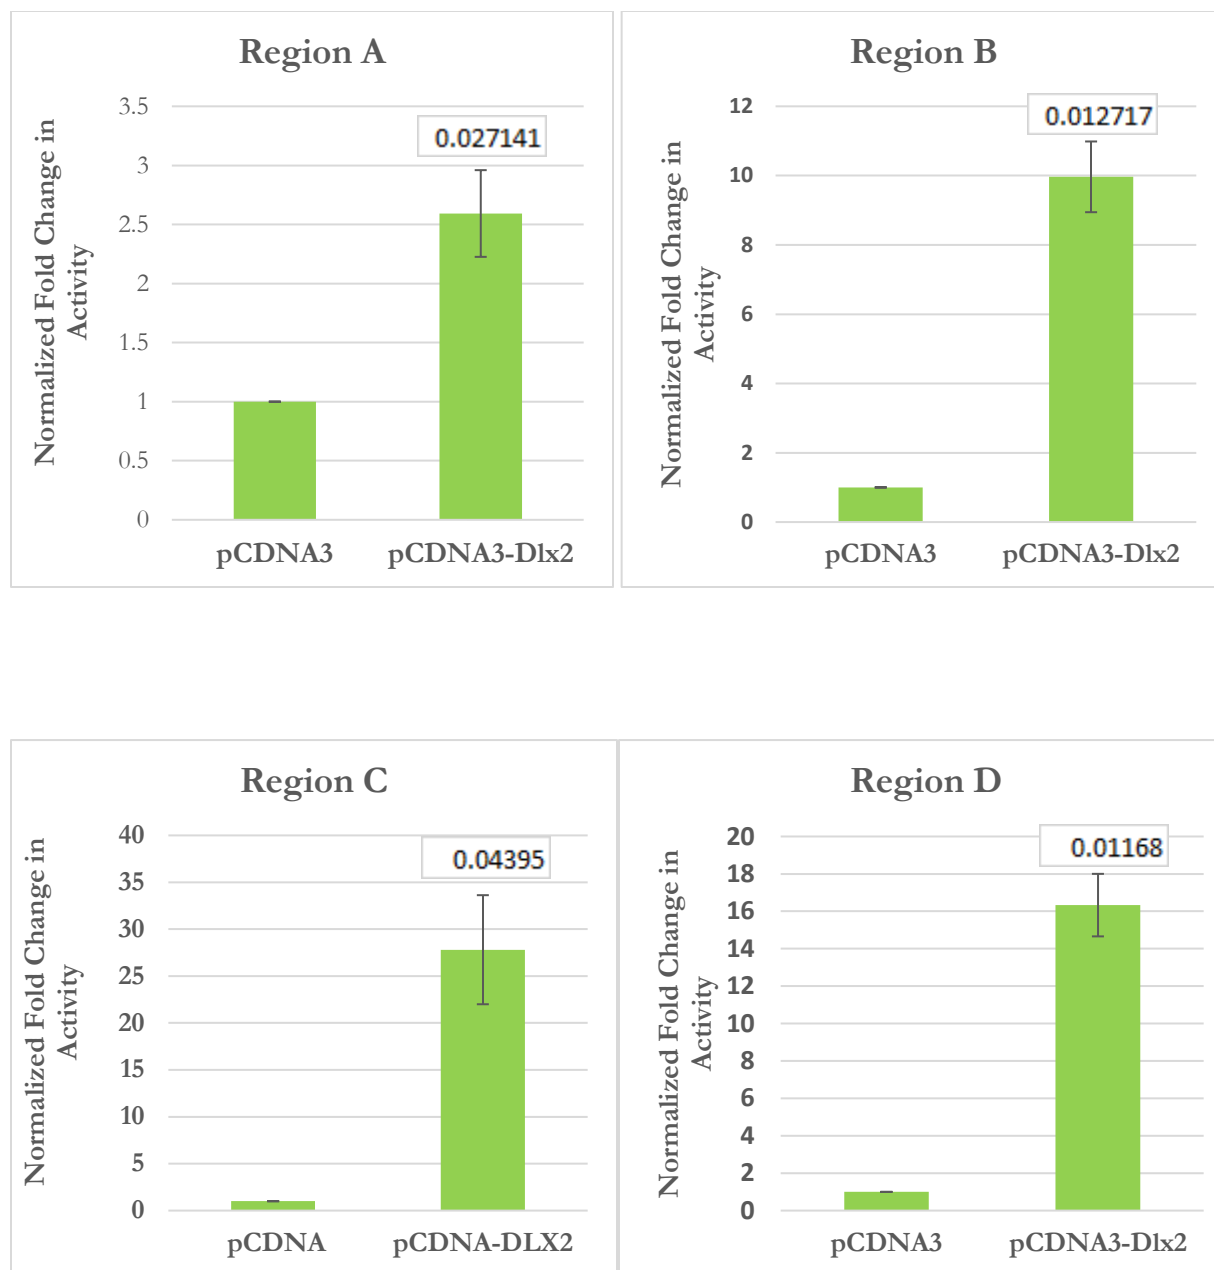 Region A
Normalized Fold Change in
Activity
3.5
3
2.5
2
1.5
1
0.5
0
0.027141
pCDNA3
pCDNA3-Dlx2
Region B
Normalized Fold Change in
Activity
12
10
8
6
4
2
0
0.012717
pCDNA3
pCDNA3-Dlx2
Region C
Normalized Fold Change in
Activity
40
35
30
25
20
15
10
5
0
0.04395
pCDNA
pCDNA-DLX2
Region D
Normalized Fold Change in
Activity
20
18
16
14
12
10
8
6
4
2
0
0.01168
pCDNA3
pCDNA3-Dlx2